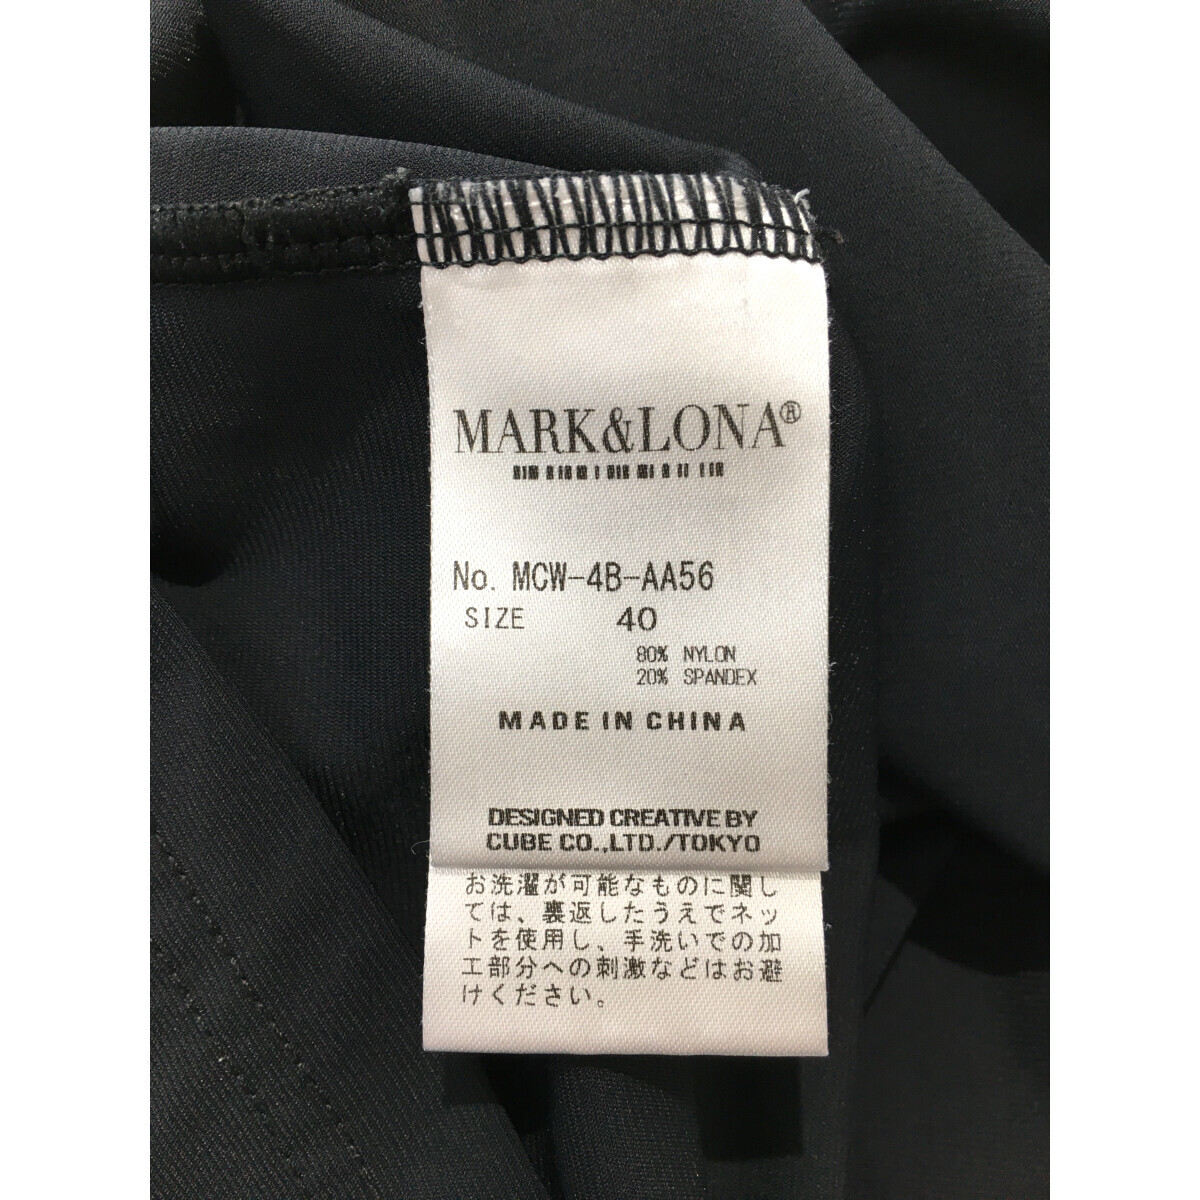 MARK&LONA®
No. MCW-4B-AA56
SIZE 40
80% NYLON
20% SPANDEX
MADE IN CHINA
DESIGNED CREATIVE BY
CUBE CO.,LTD./TOKYO
お洗濯が可能なものに関し
ては、裏返したうえでネッ
トを使用し、手洗いでの加
工部分への刺激などはお避
けください。